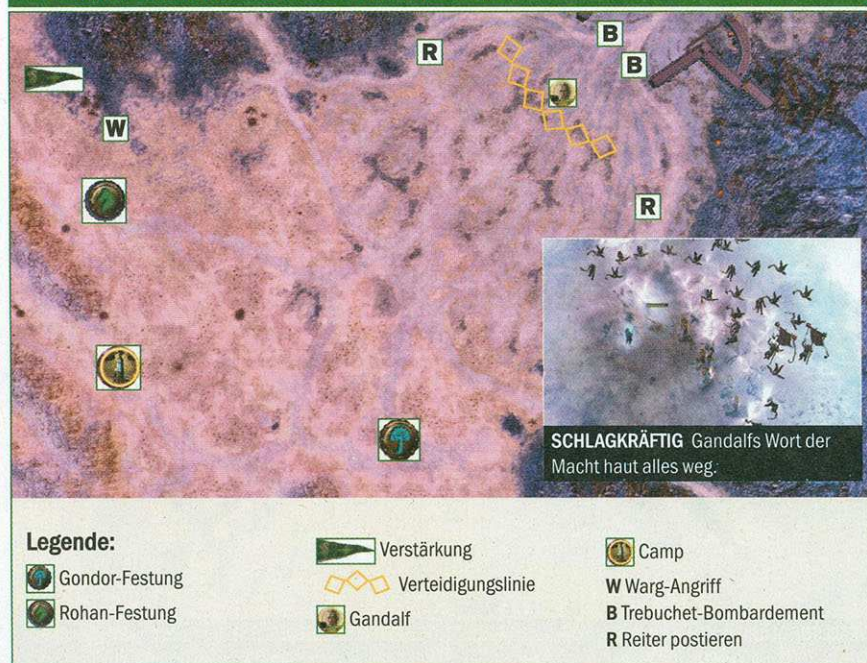 R
B
B
W
R
SCHLAGKRÄFTIG Gandalfs Wort der
Macht haut alles weg.
Legende:
Gondor-Festung
Rohan-Festung
Verstärkung
Verteidigungslinie
Gandalf
Camp
W Warg-Angriff
B Trebuchet-Bombardement
R Reiter postieren